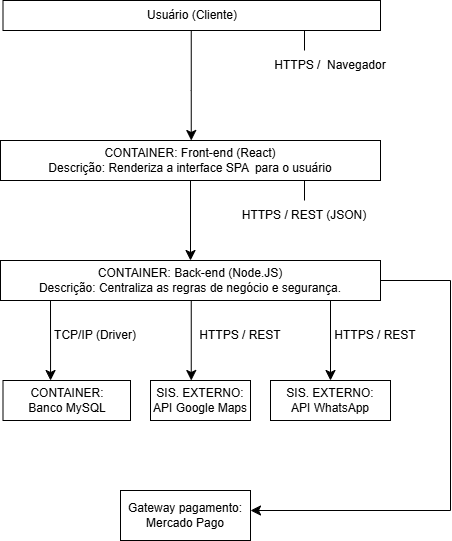 Usuário (Cliente)
HTTPS / Navegador
CONTAINER: Front-end (React)
Descrição: Renderiza a interface SPA para o usuário
HTTPS / REST (JSON)
CONTAINER: Back-end (Node.JS)
Descrição: Centraliza as regras de negócio e segurança.
TCP/IP (Driver)
HTTPS / REST
HTTPS / REST
CONTAINER:
Banco MySQL
SIS. EXTERNO:
API Google Maps
SIS. EXTERNO:
API WhatsApp
Gateway pagamento:
Mercado Pago